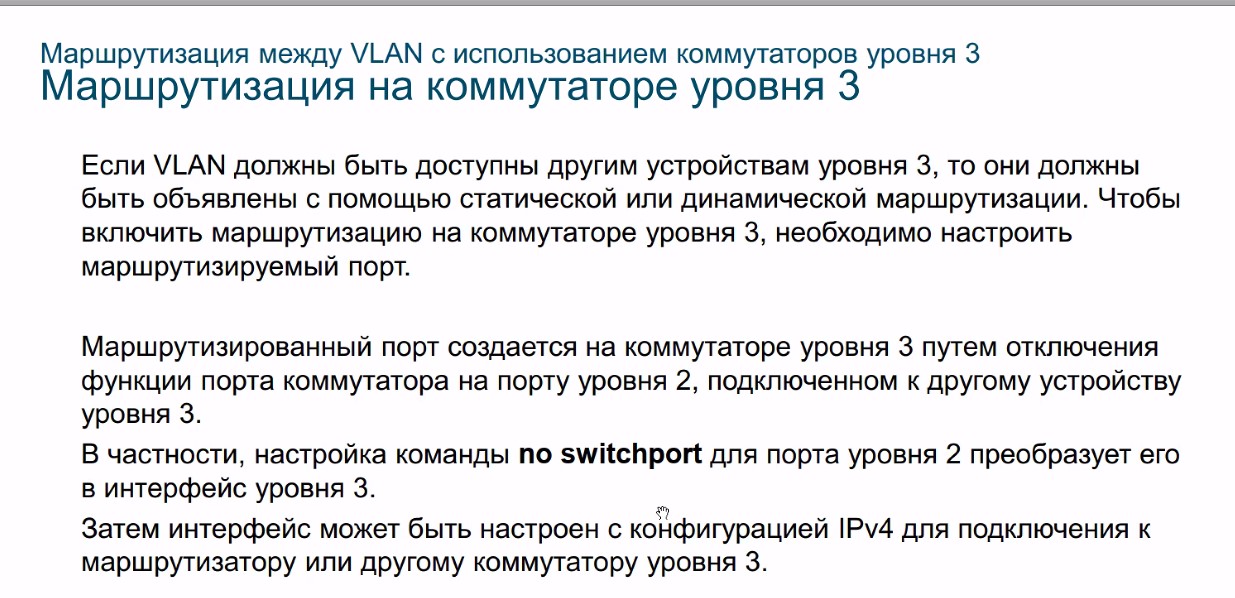 Маршрутизация между VLAN с использованием коммутаторов уровня 3
Маршрутизация на коммутаторе уровня 3
Если VLAN должны быть доступны другим устройствам уровня 3, то они должны
быть объявлены с помощью статической или динамической маршрутизации. Чтобы
включить маршрутизацию на коммутаторе уровня 3, необходимо настроить
маршрутизируемый порт.
Маршрутизированный порт создается на коммутаторе уровня 3 путем отключения
функции порта коммутатора на порту уровня 2, подключенном к другому устройству
уровня 3.
В частности, настройка команды no switchport для порта уровня 2 преобразует его
в интерфейс уровня 3.
Затем интерфейс может быть настроен с конфигурацией IPv4 для подключения к
маршрутизатору или другому коммутатору уровня 3.